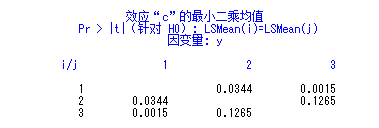 效应“c”的最小二乘均值
Pr > |t| (针对 H0): LSMean(i)=LSMean(j)
因变量: y
i/j 1 2 3
1 0.0344 0.0015
2 0.0344 0.1265
3 0.0015 0.1265